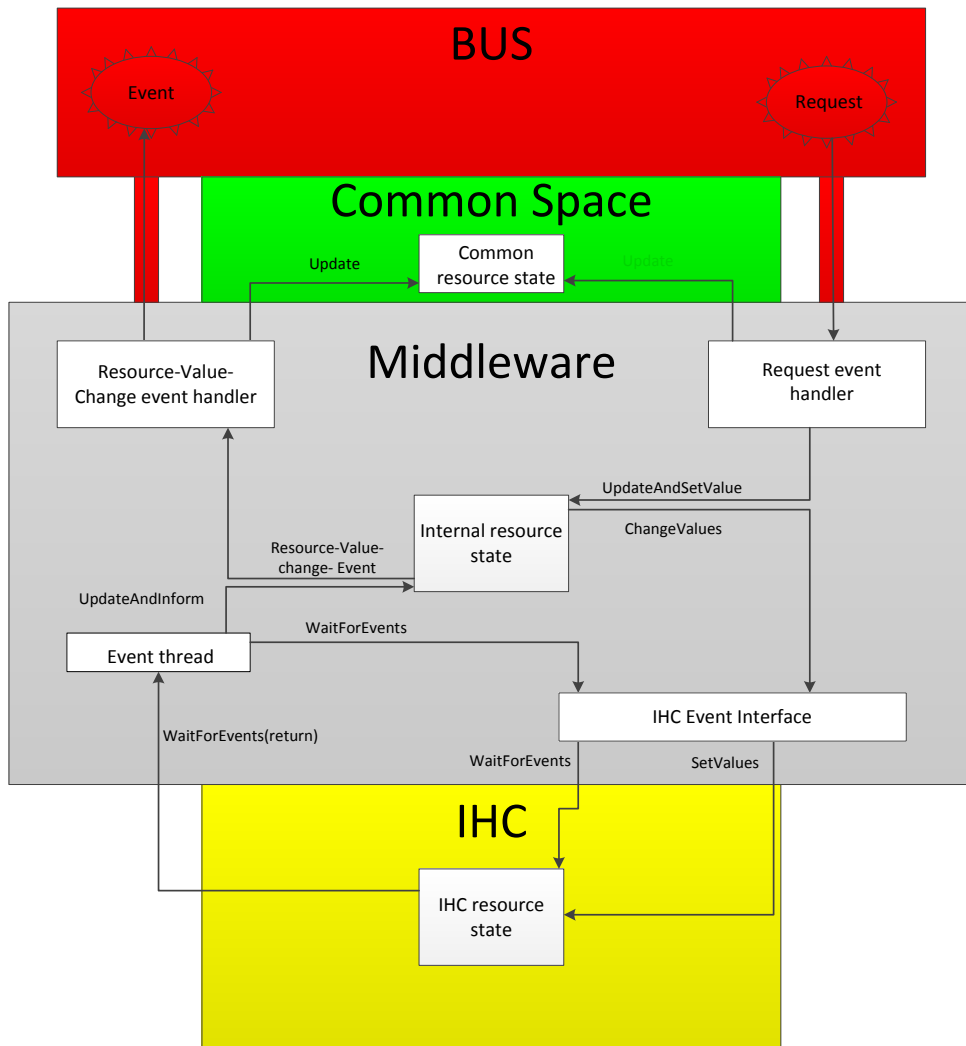 BUS
Event
Request
Common Space
Common
resource state
Update
Update
Middleware
Resource-Value-
Change event handler
Request event
handler
UpdateAndSetValue
Internal resource
state
ChangeValues
Resource-Value-
change- Event
UpdateAndInform
WaitForEvents
Event thread
IHC Event Interface
WaitForEvents(return)
WaitForEvents
SetValues
IHC
IHC resource
state